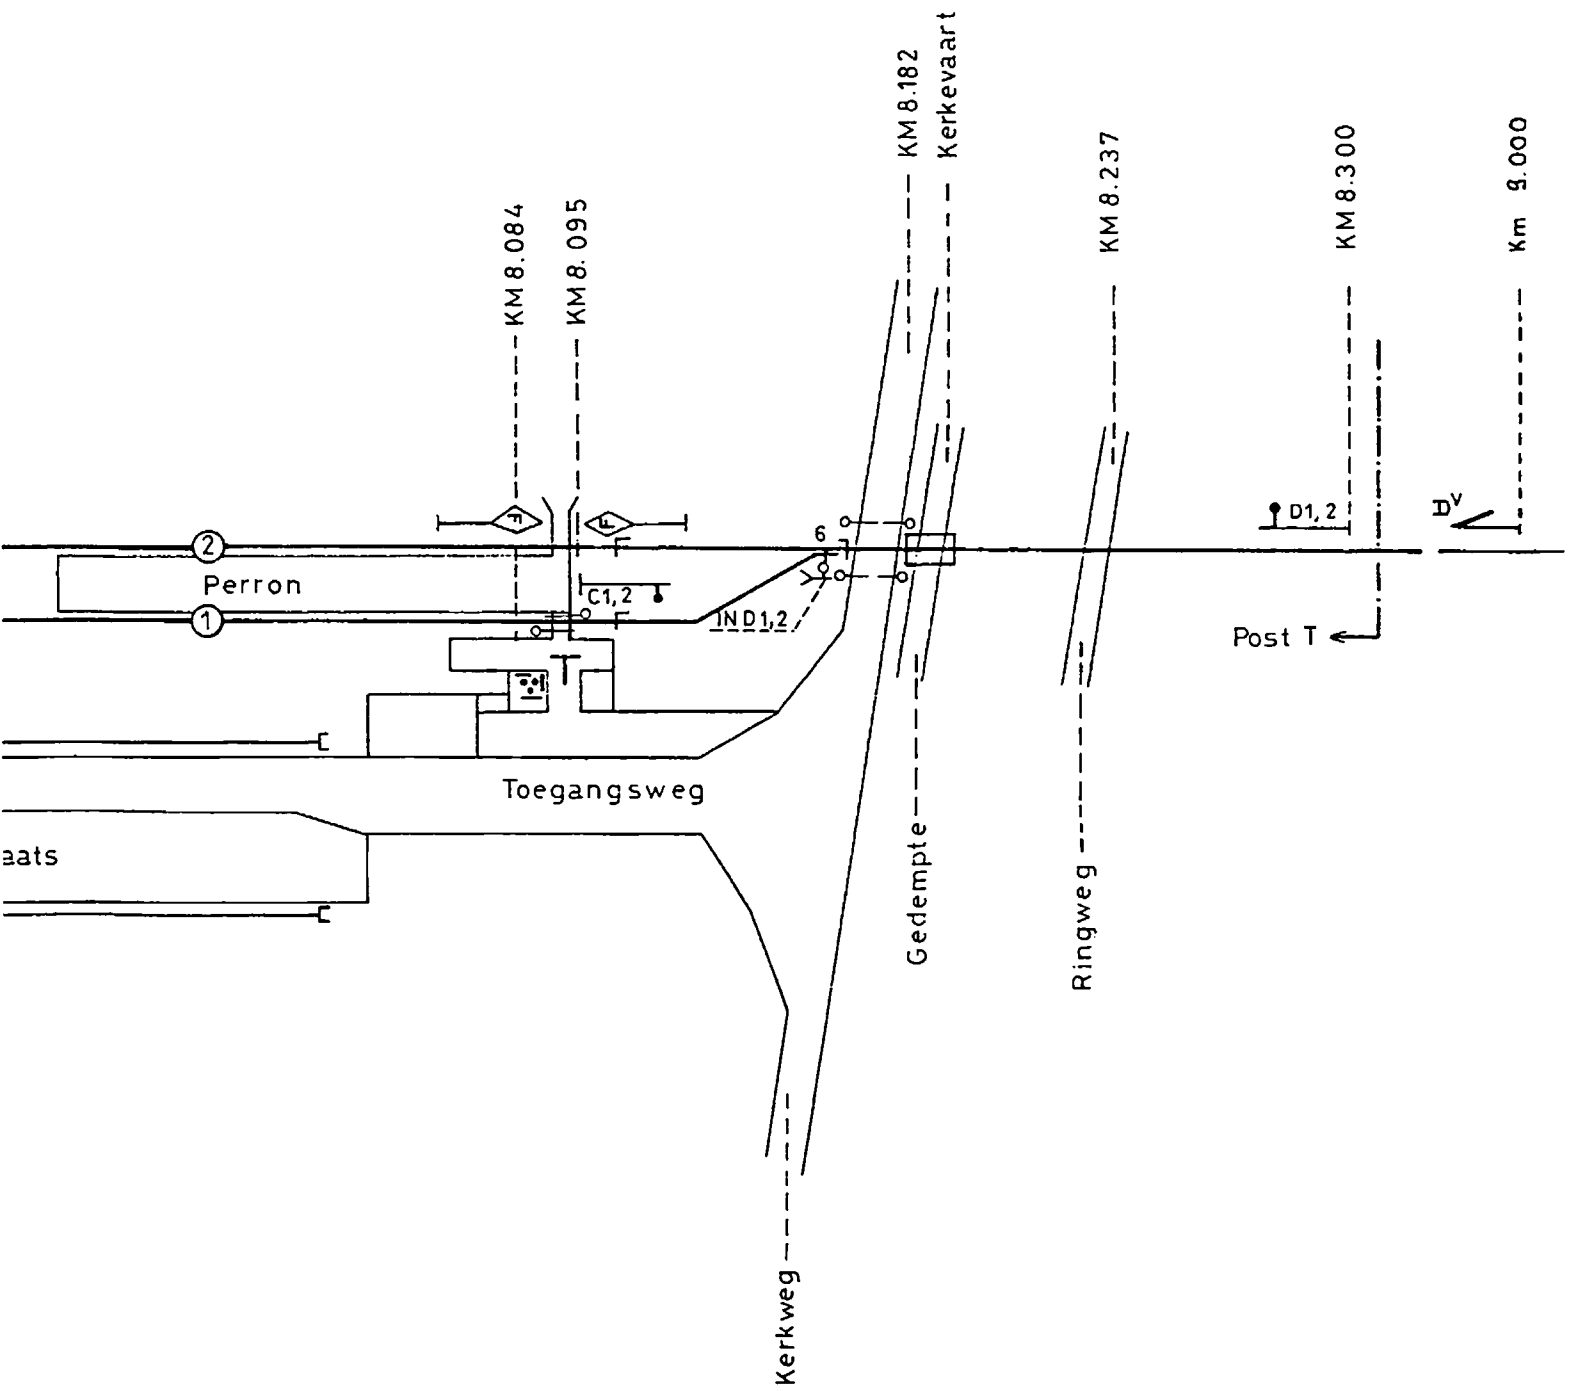 KM 8.084
KM 8.095
KM 8.182
Kerkevaart
KM 8.237
KM 8.300
Km 9.000
F
F
6
D1,2
DV
2
Perron
C1,2
1
IND1,2
Post T
T
Toegangsweg
aats
Gedempte
Ringweg
Kerkweg